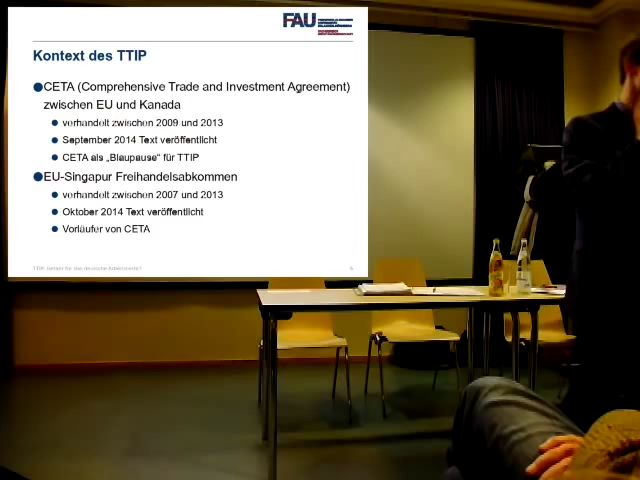 FAU
Kontext des TTIP
CETA (Comprehensive Trade and Investment Agreement)
zwischen EU und Kanada
verhandelt zwischen 2009 und 2013
September 2014 Text veröffentlicht
CETA als „Blaupause“ für TTIP
EU-Singapur Freihandelsabkommen
verhandelt zwischen 2007 und 2013
Oktober 2014 Text veröffentlicht
Vorläufer von CETA